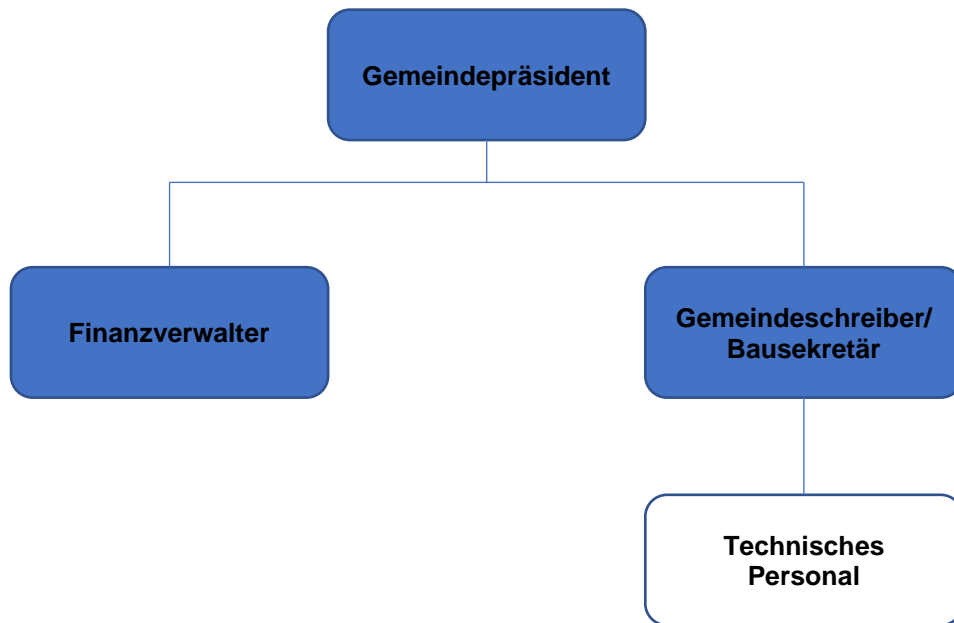 Gemeindepräsident
Finanzverwalter
Gemeindeschreiber/
Bausekretär
Technisches
Personal